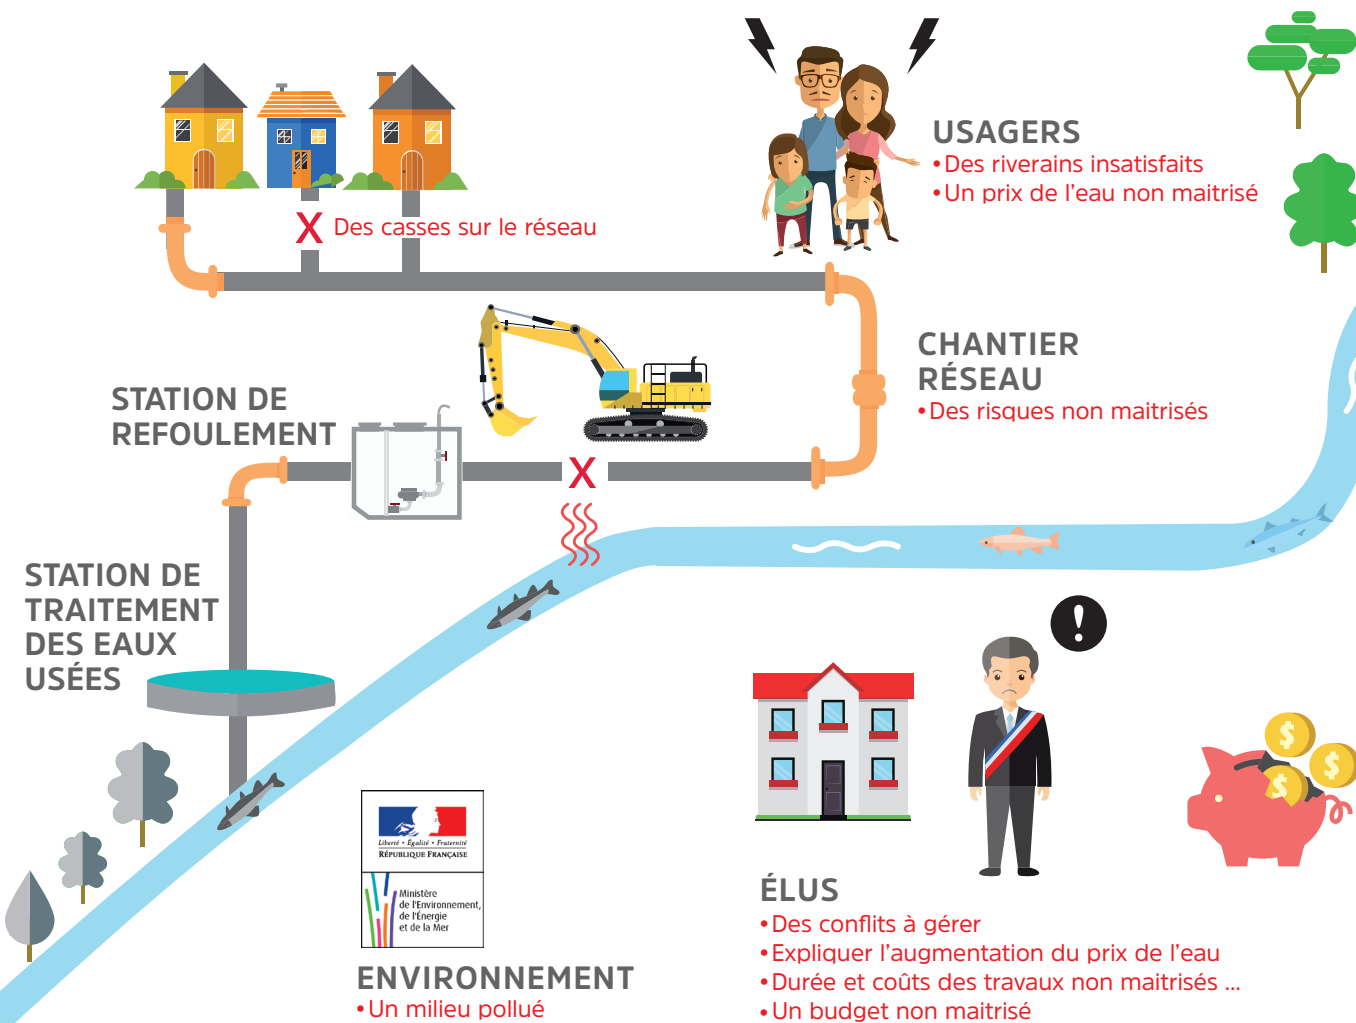 USAGERS
• Des riverains insatisfaits
• Un prix de l'eau non maitrisé
X Des casses sur le réseau
CHANTIER
RÉSEAU
• Des risques non maitrisés
STATION DE
REFOULEMENT
X
STATION DE
TRAITEMENT
DES EAUX
USÉES
!
$
$
$
Liberté • Égalité • Fraternité
RÉPUBLIQUE FRANÇAISE
Ministère
de l'Environnement,
de l'Énergie
et de la Mer
ENVIRONNEMENT
• Un milieu pollué
ÉLUS
• Des conflits à gérer
• Expliquer l'augmentation du prix de l'eau
• Durée et coûts des travaux non maitrisés ...
• Un budget non maitrisé